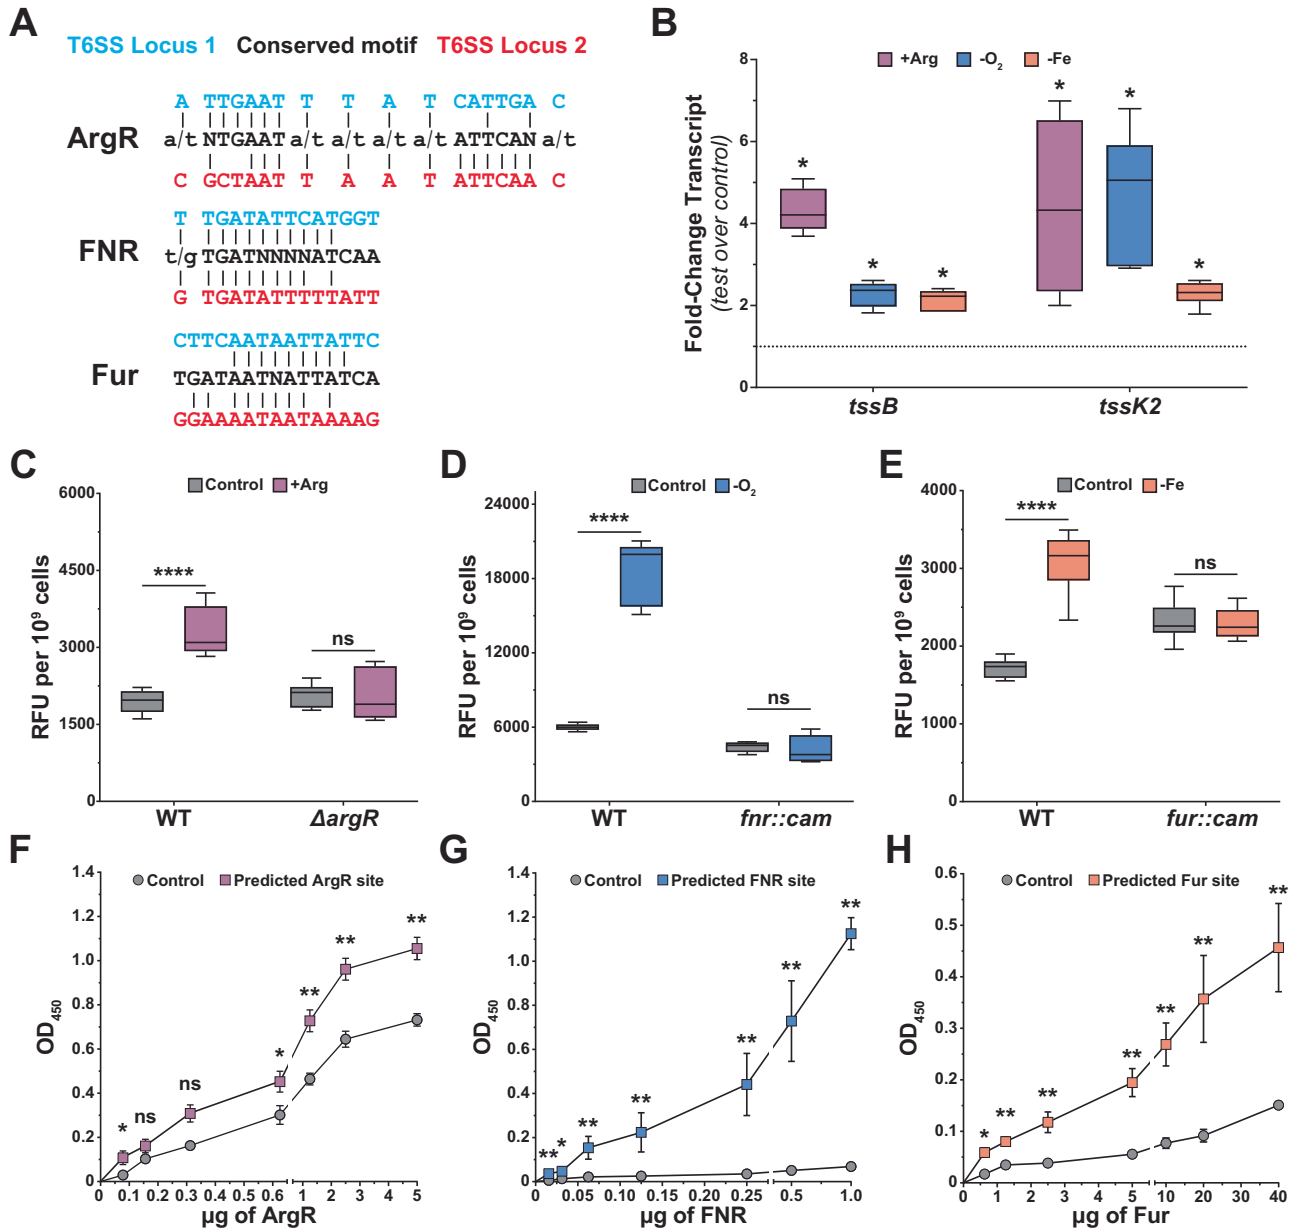 A
T6SS Locus 1 Conserved motif T6SS Locus 2
A TTGAAT T T A T CATTGA C
ArgR a/t NTGAAT a/t a/t a/t a/t ATTCAN a/t
C GCTAAT T A A T ATTCAA C
T TGATATTCATGGT
FNR t/g TGATNNNNATCAA
G TGATATTTTTATT
CTTCAATAATTATTC
Fur TGATAATNATTATCA
GGAAAATAATAAAAG
B
+Arg -O₂ -Fe
Fold-Change Transcript
(test over control)
8
6
4
2
0
* * * * * *
tssB tssK2
C
Control +Arg
RFU per 10⁹ cells
6000
4500
3000
1500
0
**** ns
WT ΔargR
D
Control -O₂
RFU per 10⁹ cells
24000
18000
12000
6000
0
**** ns
WT fnr::cam
E
Control -Fe
RFU per 10⁹ cells
4000
3000
2000
1000
0
**** ns
WT fur::cam
F
Control Predicted ArgR site
OD₄₅₀
1.4
1.2
1.0
0.8
0.6
0.4
0.2
0
* ns ns * ** ** **
0 0.1 0.2 0.3 0.4 0.6 1 2 3 4 5
µg of ArgR
G
Control Predicted FNR site
OD₄₅₀
1.4
1.2
1.0
0.8
0.6
0.4
0.2
0
** * ** ** ** ** **
0 0.05 0.10 0.15 0.20 0.25 0.5 1.0
µg of FNR
H
Control Predicted Fur site
OD₄₅₀
0.6
0.5
0.4
0.3
0.2
0.1
0
* ** ** ** ** ** **
0 1 2 3 4 5 10 20 30 40
µg of Fur